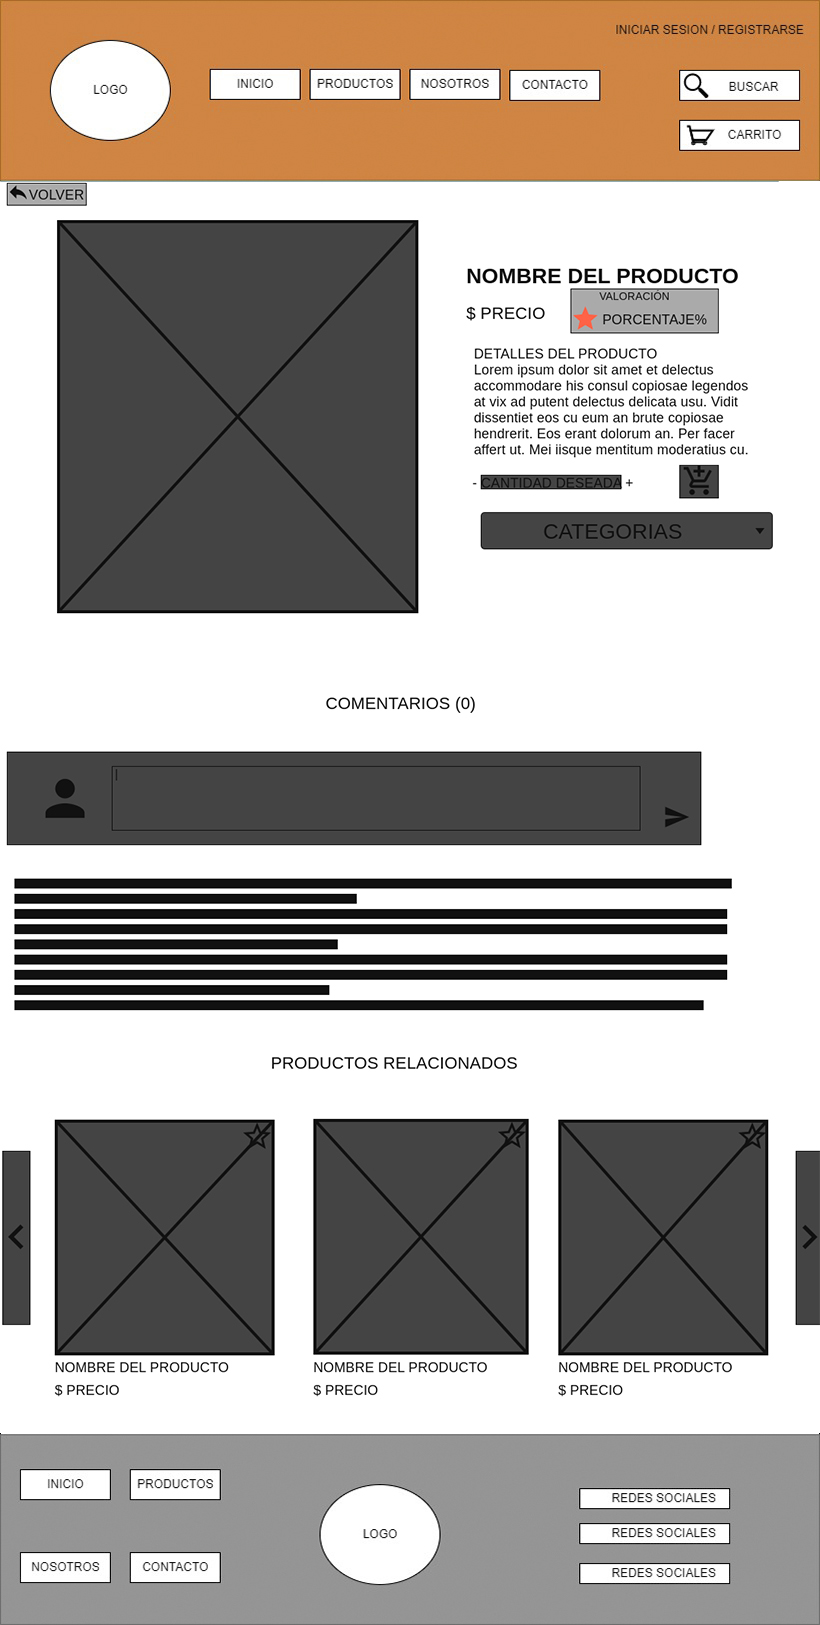 INICIAR SESION / REGISTRARSE
LOGO
INICIO
PRODUCTOS
NOSOTROS
CONTACTO
BUSCAR
CARRITO
VOLVER
NOMBRE DEL PRODUCTO
VALORACIÓN
$ PRECIO
PORCENTAJE%
DETALLES DEL PRODUCTO
Lorem ipsum dolor sit amet et delectus
accommodare his consul copiosae legendos
at vix ad putent delectus delicata usu. Vidit
dissentiet eos cu eum an brute copiosae
hendrerit. Eos erant dolorum an. Per facer
affert ut. Mei iisque mentitum moderatius cu.
- CANTIDAD DESEADA +
CATEGORIAS
COMENTARIOS (0)
PRODUCTOS RELACIONADOS
NOMBRE DEL PRODUCTO
$ PRECIO
NOMBRE DEL PRODUCTO
$ PRECIO
NOMBRE DEL PRODUCTO
$ PRECIO
INICIO
PRODUCTOS
NOSOTROS
CONTACTO
LOGO
REDES SOCIALES
REDES SOCIALES
REDES SOCIALES